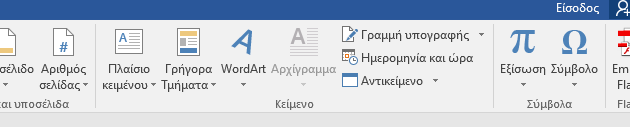 Είσοδος
σέλιδο Αριθμός σελίδας Πλαίσιο κειμένου Γρήγορα Τμήματα WordArt Αρχίγραμμα Γραμμή υπογραφής
Ημερομηνία και ώρα
Αντικείμενο
Εξίσωση Σύμβολο Em Fla
αι υποσέλιδα Κείμενο Σύμβολα Fla